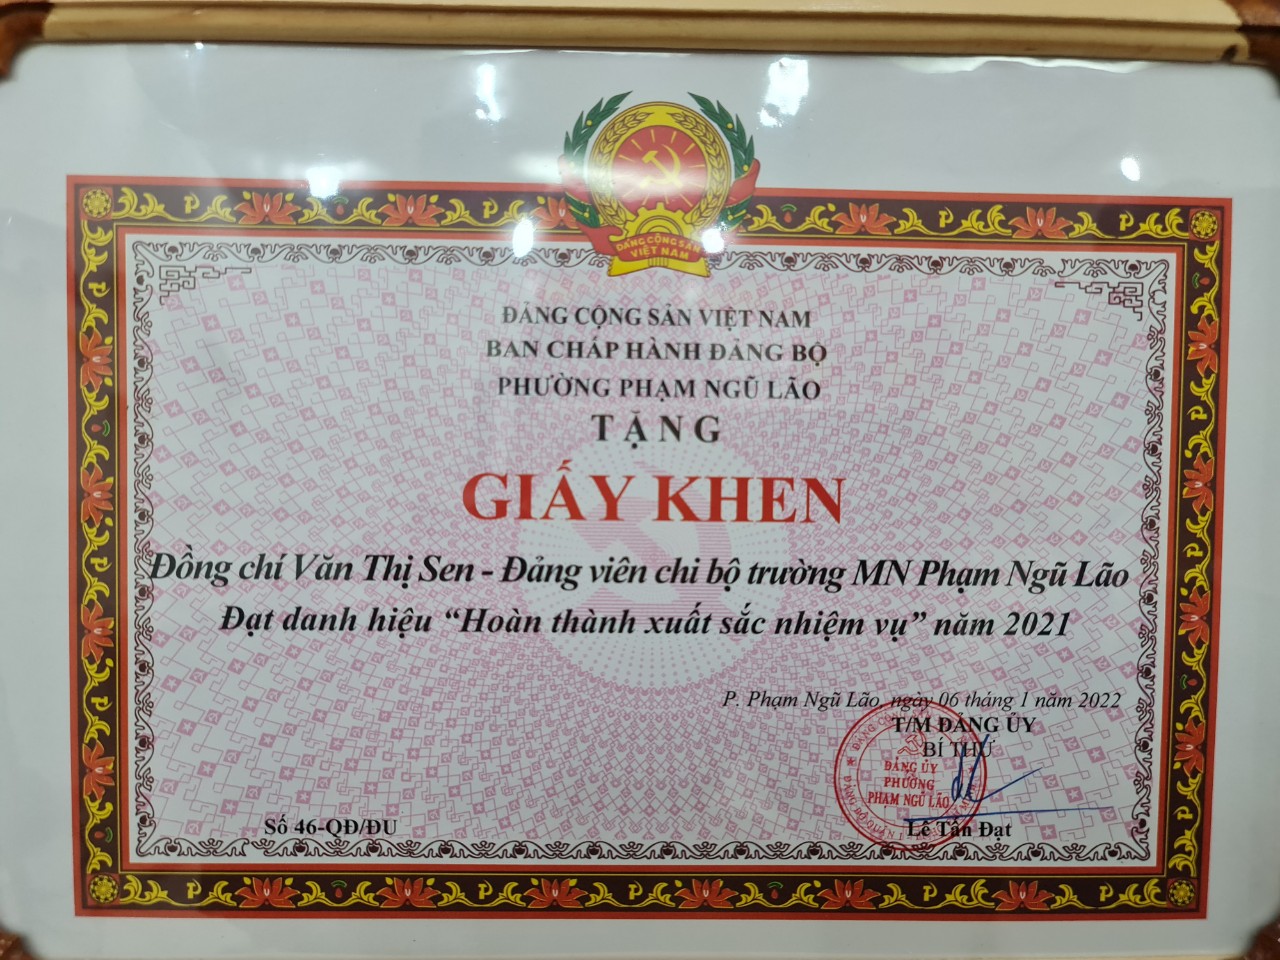 ĐẢNG CỘNG SẢN
VIỆT NAM
ĐẢNG CỘNG SẢN VIỆT NAM
BAN CHẤP HÀNH ĐẢNG BỘ
PHƯỜNG PHẠM NGŨ LÃO
TẶNG
GIẤY KHEN
Đồng chí Văn Thị Sen - Đảng viên chi bộ trường MN Phạm Ngũ Lão
Đạt danh hiệu “Hoàn thành xuất sắc nhiệm vụ” năm 2021
P. Phạm Ngũ Lão, ngày 06 tháng 1 năm 2022
T/M ĐẢNG ỦY
BÍ THƯ
ĐẢNG ỦY
PHƯỜNG
PHẠM NGŨ LÃO
Số 46-QĐ/ĐU
Lê Tấn Đạt